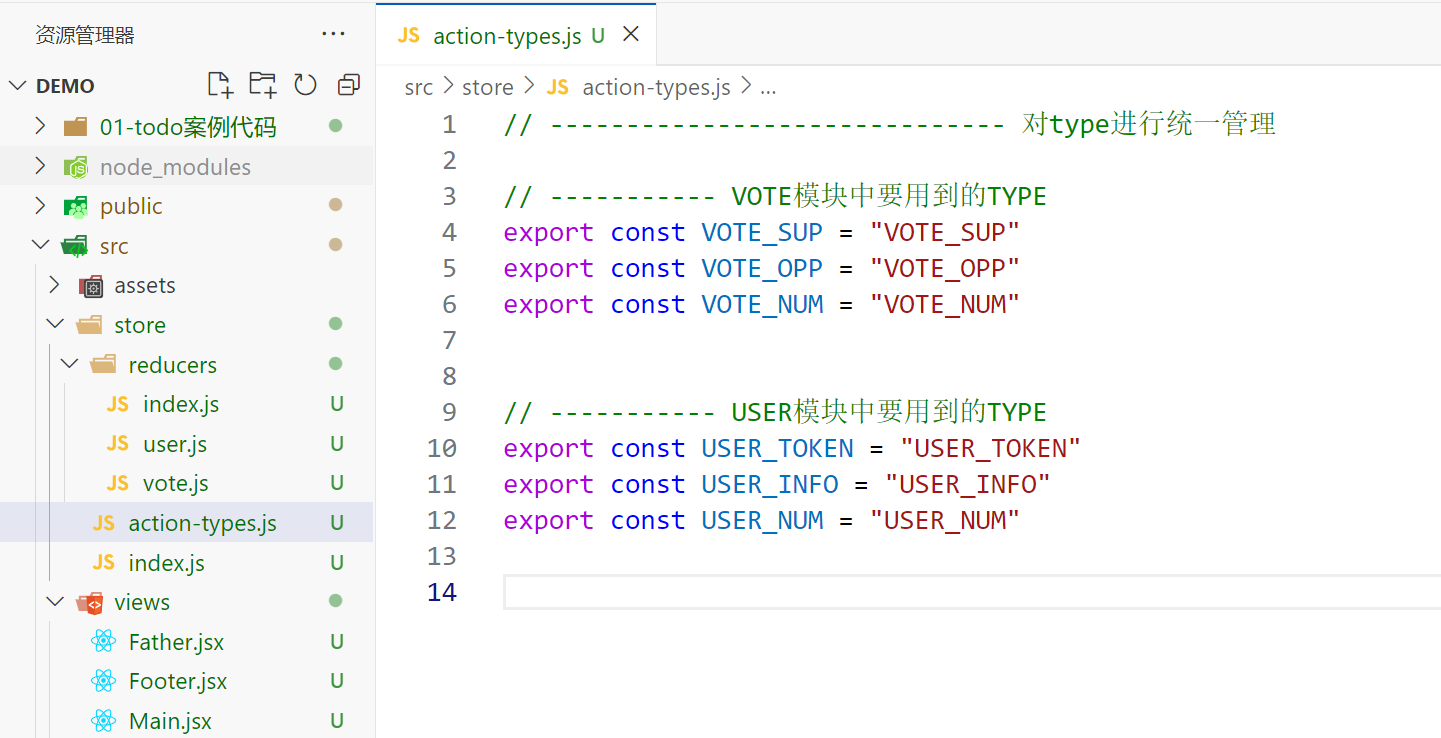 资源管理器 ...
DEMO
01-todo案例代码
node_modules
public
src
assets
store
reducers
JS index.js U
JS user.js U
JS vote.js U
JS action-types.js U
JS index.js U
views
Father.jsx U
Footer.jsx U
Main.jsx U
JS action-types.js U
src > store > JS action-types.js > ...
1 // ------------------------------ 对type进行统一管理
2
3 // ----------- VOTE模块中要用到的TYPE
4 export const VOTE_SUP = "VOTE_SUP"
5 export const VOTE_OPP = "VOTE_OPP"
6 export const VOTE_NUM = "VOTE_NUM"
7
8
9 // ----------- USER模块中要用到的TYPE
10 export const USER_TOKEN = "USER_TOKEN"
11 export const USER_INFO = "USER_INFO"
12 export const USER_NUM = "USER_NUM"
13
14